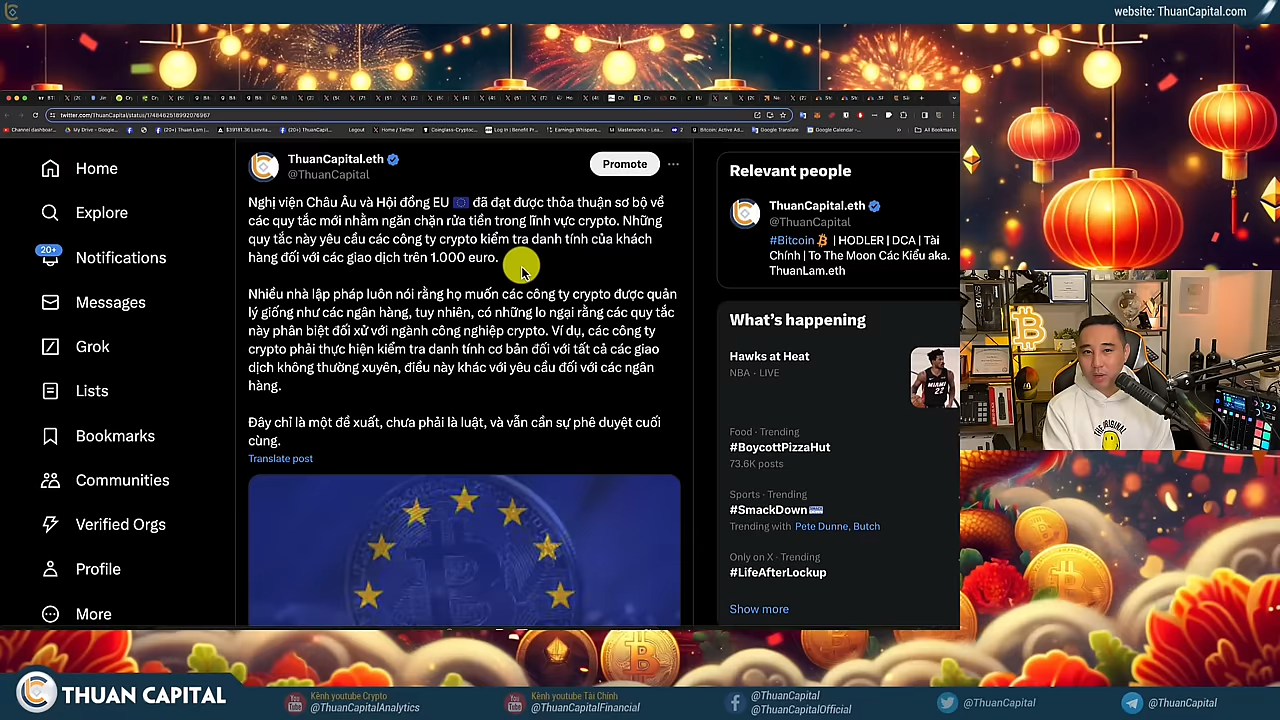 website: ThuanCapital.com
twitter.com/ThuanCapital/status/1748462518992076967
Home
Explore
20+
Notifications
Messages
Grok
Lists
Bookmarks
Communities
Verified Orgs
Profile
More
ThuanCapital.eth
@ThuanCapital
Promote
Nghị viện Châu Âu và Hội đồng EU đã đạt được thỏa thuận sơ bộ về
các quy tắc mới nhằm ngăn chặn rửa tiền trong lĩnh vực crypto. Những
quy tắc này yêu cầu các công ty crypto kiểm tra danh tính của khách
hàng đối với các giao dịch trên 1.000 euro.
Nhiều nhà lập pháp luôn nói rằng họ muốn các công ty crypto được quản
lý giống như các ngân hàng, tuy nhiên, có những lo ngại rằng các quy tắc
này phân biệt đối xử với ngành công nghiệp crypto. Ví dụ, các công ty
crypto phải thực hiện kiểm tra danh tính cơ bản đối với tất cả các giao
dịch không thường xuyên, điều này khác với yêu cầu đối với các ngân
hàng.
Đây chỉ là một đề xuất, chưa phải là luật, và vẫn cần sự phê duyệt cuối
cùng.
Translate post
Relevant people
ThuanCapital.eth
@ThuanCapital
#Bitcoin | HODLER | DCA | Tài
Chính | To The Moon Các Kiểu aka.
ThuanLam.eth
What's happening
Hawks at Heat
NBA · LIVE
Food · Trending
#BoycottPizzaHut
73.6K posts
Sports · Trending
#SmackDown
Trending with Pete Dunne, Butch
Only on X · Trending
#LifeAfterLockup
Show more
THE ORIGINAL
THUAN CAPITAL
Kênh youtube Crypto
@ThuanCapitalAnalytics
Kênh youtube Tài Chính
@ThuanCapitalFinancial
@ThuanCapital
@ThuanCapitalOfficial
@ThuanCapital
@ThuanCapital